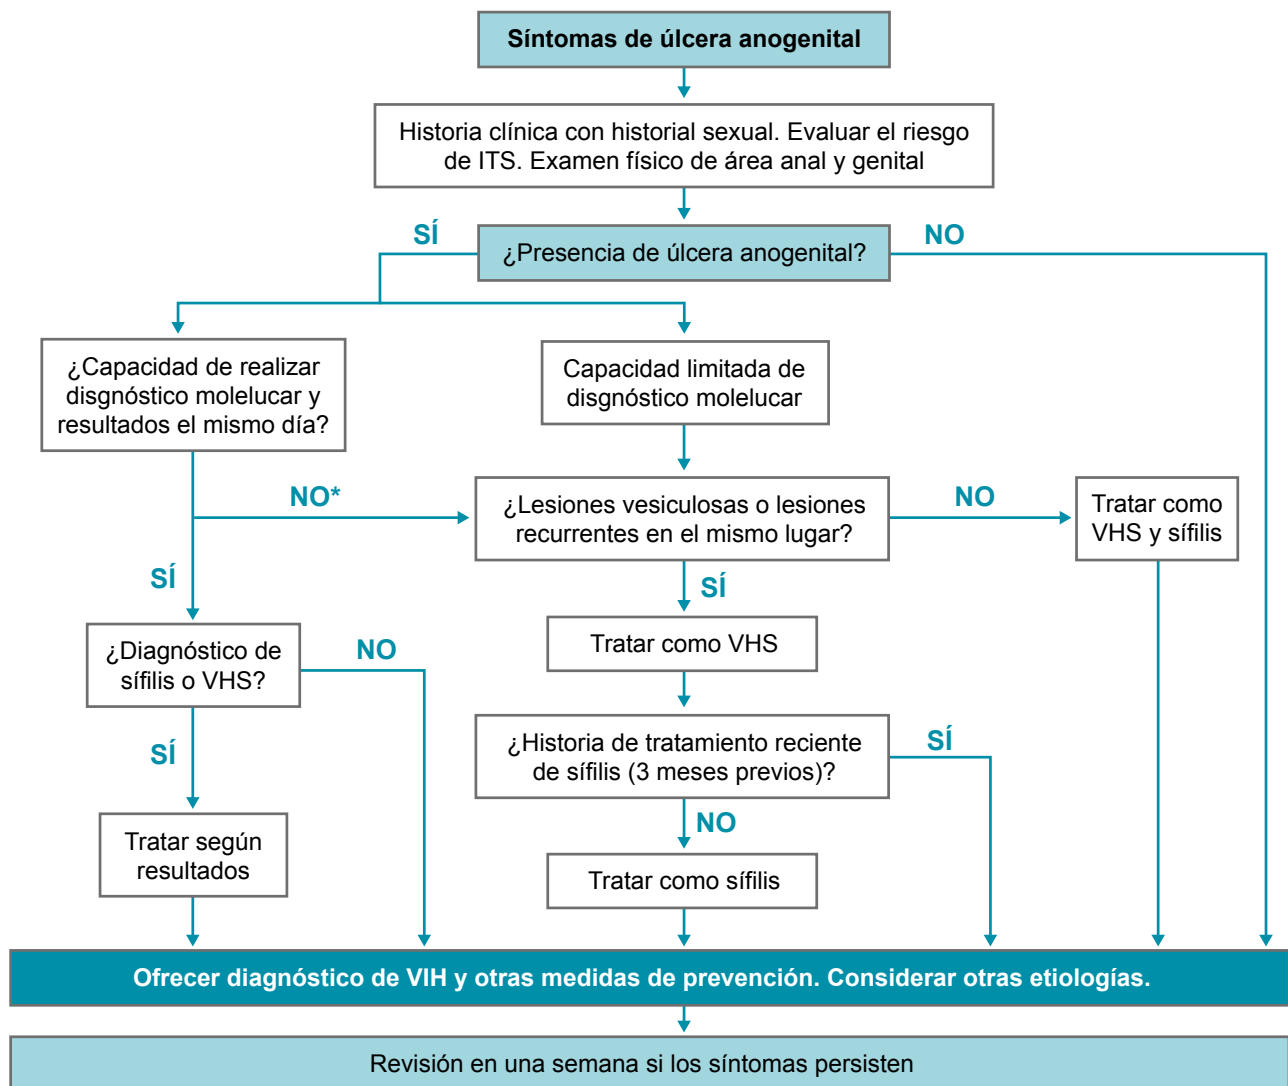 Síntomas de úlcera anogenital
Historia clínica con historial sexual. Evaluar el riesgo
de ITS. Examen físico de área anal y genital
SÍ
¿Presencia de úlcera anogenital?
NO
¿Capacidad de realizar
disgnóstico molelucar y
resultados el mismo día?
Capacidad limitada de
disgnóstico molelucar
NO*
¿Lesiones vesiculosas o lesiones
recurrentes en el mismo lugar?
NO
Tratar como
VHS y sífilis
SÍ
SÍ
¿Diagnóstico de
sífilis o VHS?
NO
Tratar como VHS
SÍ
¿Historia de tratamiento reciente
de sífilis (3 meses previos)?
SÍ
NO
Tratar según
resultados
Tratar como sífilis
Ofrecer diagnóstico de VIH y otras medidas de prevención. Considerar otras etiologías.
Revisión en una semana si los síntomas persisten